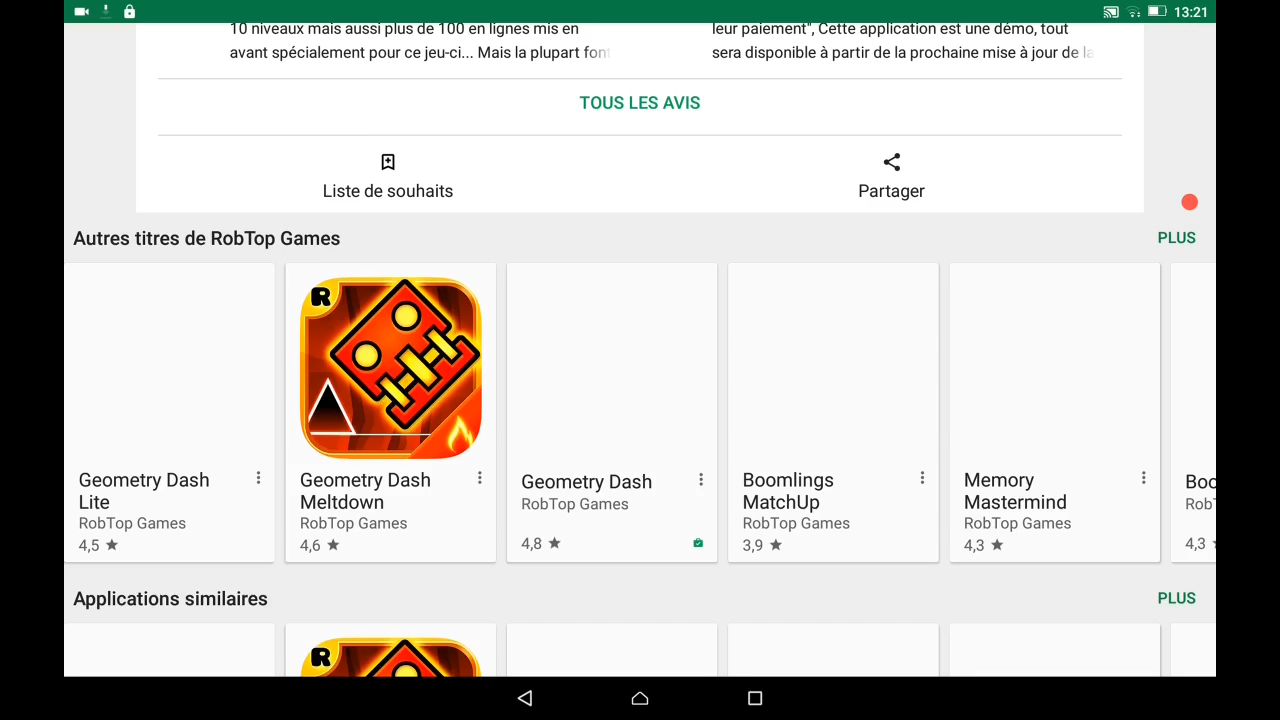 13:21
10 niveaux mais aussi plus de 100 en lignes mis en
avant spécialement pour ce jeu-ci... Mais la plupart font
leur paiement", Cette application est une démo, tout
sera disponible à partir de la prochaine mise à jour de la
TOUS LES AVIS
Liste de souhaits
Partager
Autres titres de RobTop Games
PLUS
R
Geometry Dash
Lite
RobTop Games
4,5 ★
Geometry Dash
Meltdown
RobTop Games
4,6 ★
Geometry Dash
RobTop Games
4,8 ★
Boomlings
MatchUp
RobTop Games
3,9 ★
Memory
Mastermind
RobTop Games
4,3 ★
Boo
Rob
4,3
Applications similaires
PLUS
R